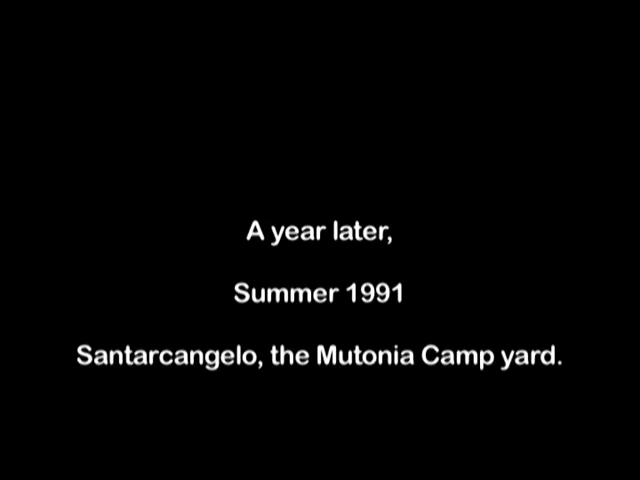 A year later,
Summer 1991
Santarcangelo, the Mutonia Camp yard.